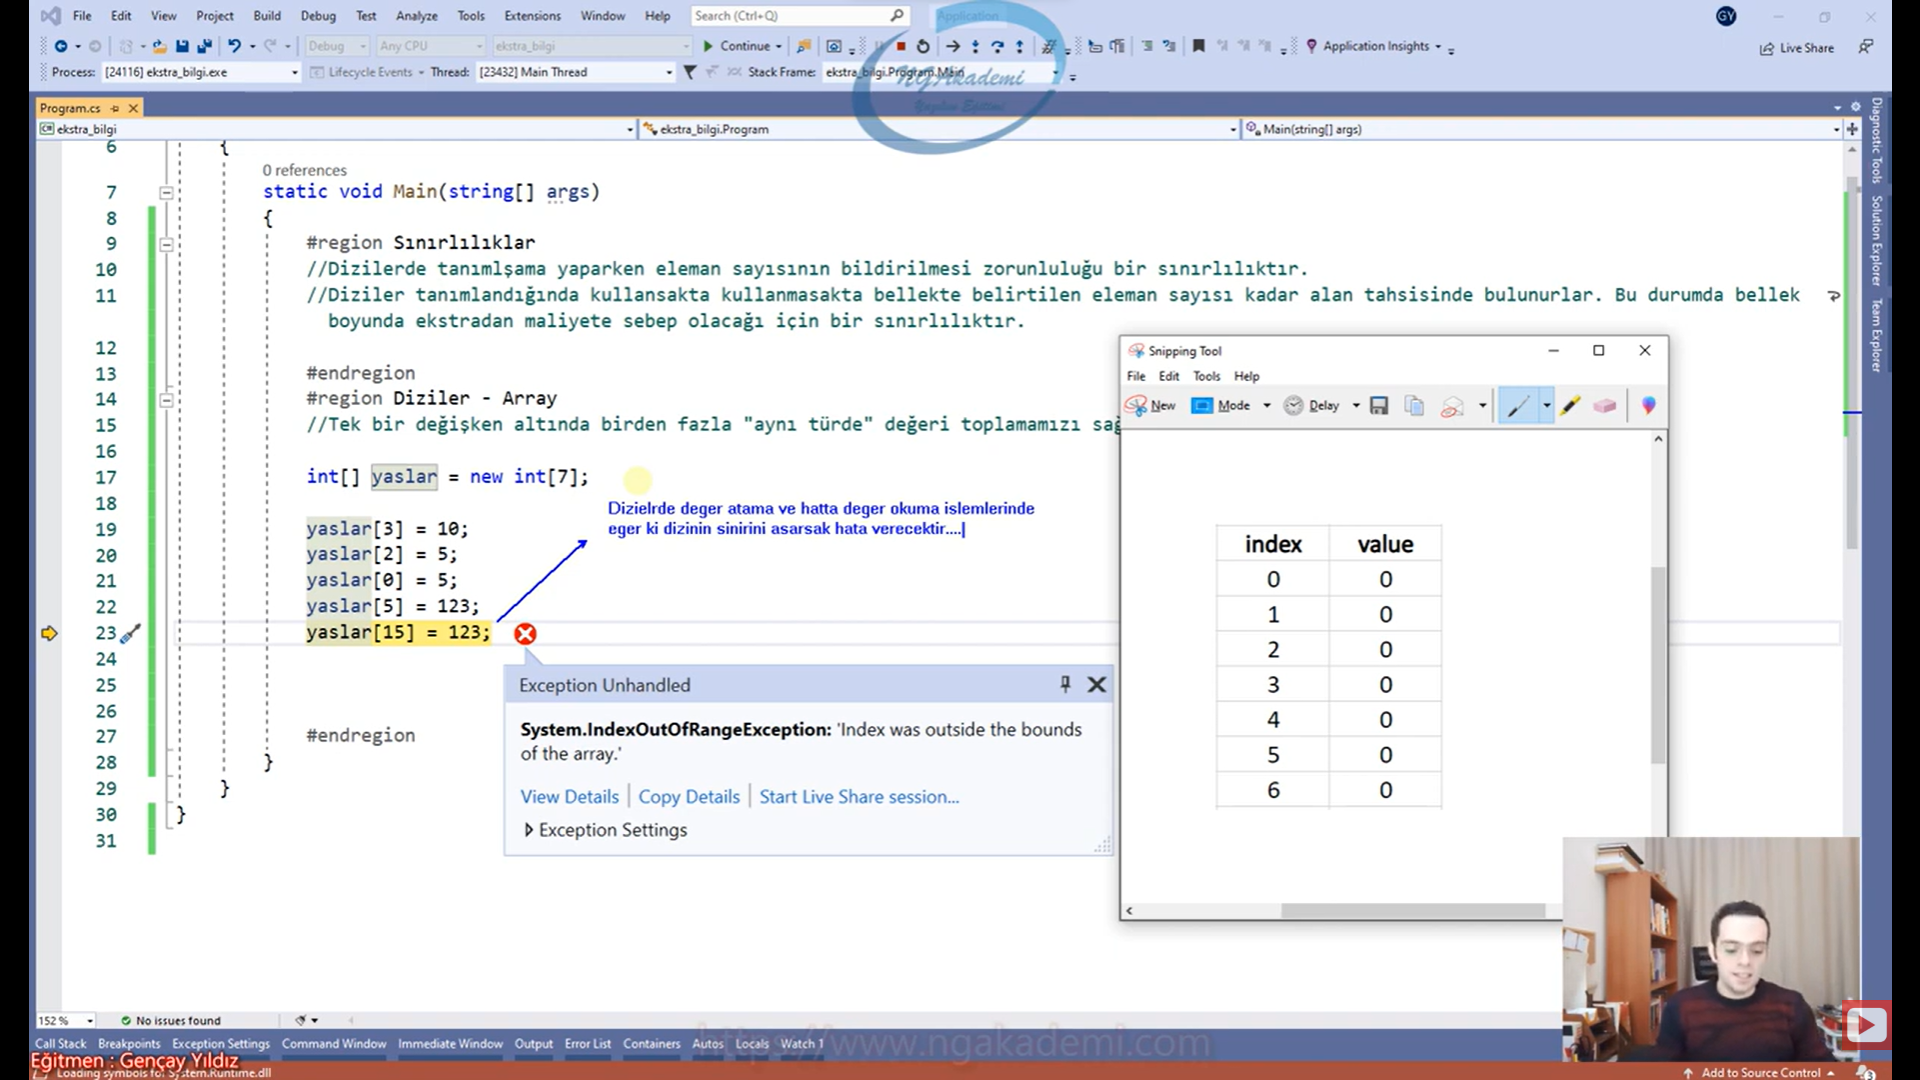 File Edit View Project Build Debug Test Analyze Tools Extensions Window Help Search (Ctrl+Q) Application GY
Debug Any CPU ekstra_bilgi Continue Application Insights Live Share
Process: [24116] ekstra_bilgi.exe Lifecycle Events Thread: [23432] Main Thread Stack Frame: ekstra_bilgi.Program.Main
NGAkademi
Yazılım Eğitimi
Program.cs
ekstra_bilgi ekstra_bilgi.Program Main(string[] args)
Diagnostic Tools
Solution Explorer
Team Explorer
6 {
0 references
7 static void Main(string[] args)
8 {
9 #region Sınırlılıklar
10 //Dizilerde tanımlşama yaparken eleman sayısının bildirilmesi zorunluluğu bir sınırlılıktır.
11 //Diziler tanımlandığında kullansakta kullanmasakta bellekte belirtilen eleman sayısı kadar alan tahsisinde bulunurlar. Bu durumda bellek
boyunda ekstradan maliyete sebep olacağı için bir sınırlılıktır.
12
13 #endregion
14 #region Diziler - Array
15 //Tek bir değişken altında birden fazla "aynı türde" değeri toplamamızı sağ
16
17 int[] yaslar = new int[7];
18
Dizielrde deger atama ve hatta deger okuma islemlerinde
eger ki dizinin sinirini asarsak hata verecektir....
19 yaslar[3] = 10;
20 yaslar[2] = 5;
21 yaslar[0] = 5;
22 yaslar[5] = 123;
23 yaslar[15] = 123;
24
25
26
27 #endregion
28 }
29 }
30 }
31
Exception Unhandled
System.IndexOutOfRangeException: 'Index was outside the bounds
of the array.'
View Details Copy Details Start Live Share session...
Exception Settings
Snipping Tool
File Edit Tools Help
New Mode Delay
index value
0 0
1 0
2 0
3 0
4 0
5 0
6 0
152 % No issues found
Call Stack Breakpoints Exception Settings Command Window Immediate Window Output Error List Containers Autos Locals Watch 1
https://www.ngakademi.com
Eğitmen : Gençay Yıldız
Loading symbols for System.Runtime.dll Add to Source Control 3